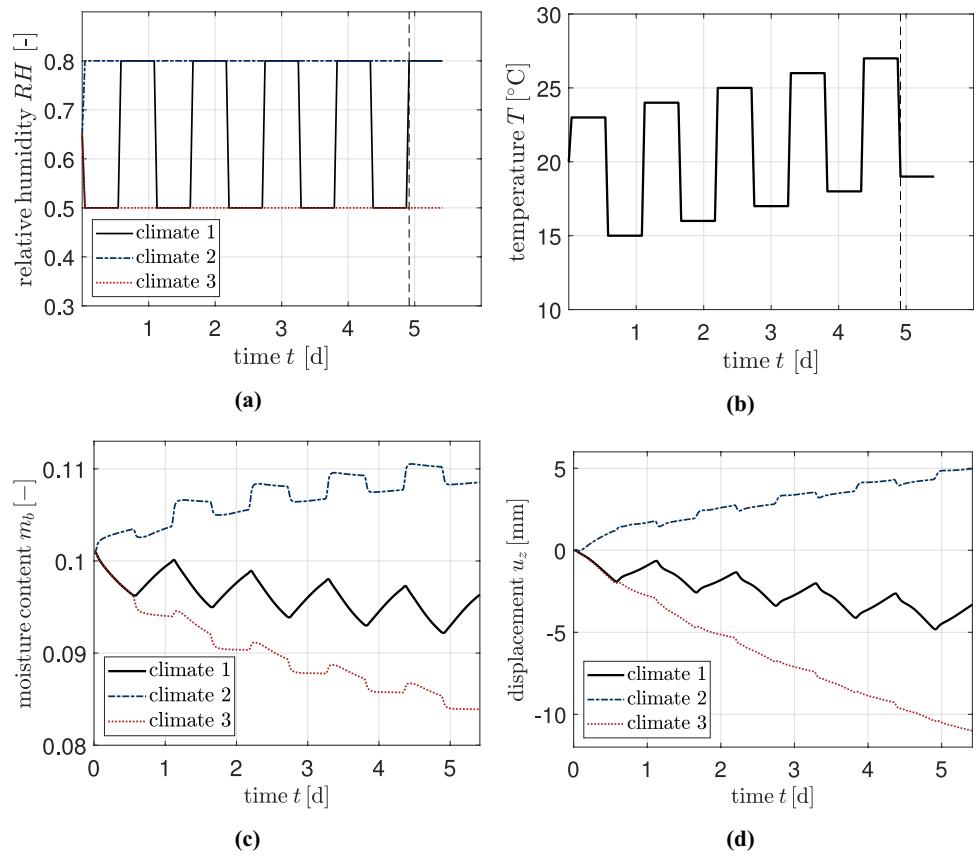 relative humidity RH [-]
0.8
0.7
0.6
0.5
0.4
0.3
climate 1
climate 2
climate 3
1 2 3 4 5
time t [d]
(a)
temperature T [°C]
30
25
20
15
10
1 2 3 4 5
time t [d]
(b)
moisture content m_b [−]
0.11
0.1
0.09
0.08
climate 1
climate 2
climate 3
0 1 2 3 4 5
time t [d]
(c)
displacement u_z [mm]
5
0
-5
-10
climate 1
climate 2
climate 3
0 1 2 3 4 5
time t [d]
(d)